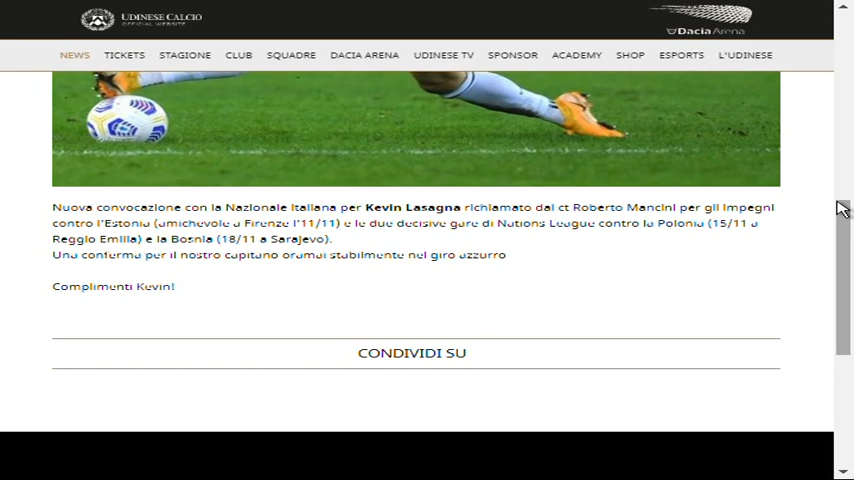 UDINESE CALCIO
OFFICIAL WEBSITE
Dacia Arena
NEWS TICKETS STAGIONE CLUB SQUADRE DACIA ARENA UDINESE TV SPONSOR ACADEMY SHOP ESPORTS L'UDINESE
Nuova convocazione con la Nazionale Italiana per Kevin Lasagna richiamato dal ct Roberto Mancini per gli impegni
contro l'Estonia (amichevole a Firenze l'11/11) e le due decisive gare di Nations League contro la Polonia (15/11 a
Reggio Emilia) e la Bosnia (18/11 a Sarajevo).
Una conferma per il nostro capitano oramai stabilmente nel giro azzurro
Complimenti Kevin!
CONDIVIDI SU